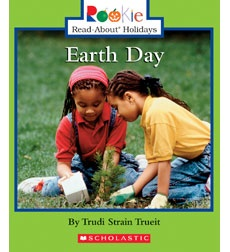 Rookie
Read-About® Holidays
Earth Day
By Trudi Strain Trueit
SCHOLASTIC